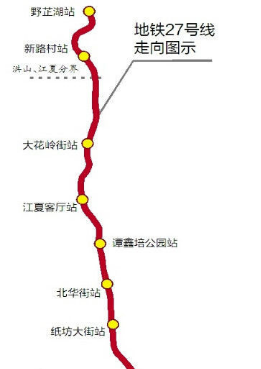 野芷湖站
地铁27号线
走向图示
新路村站
洪山、江夏分界
大花岭街站
江夏客厅站
谭鑫培公园站
北华街站
纸坊大街站